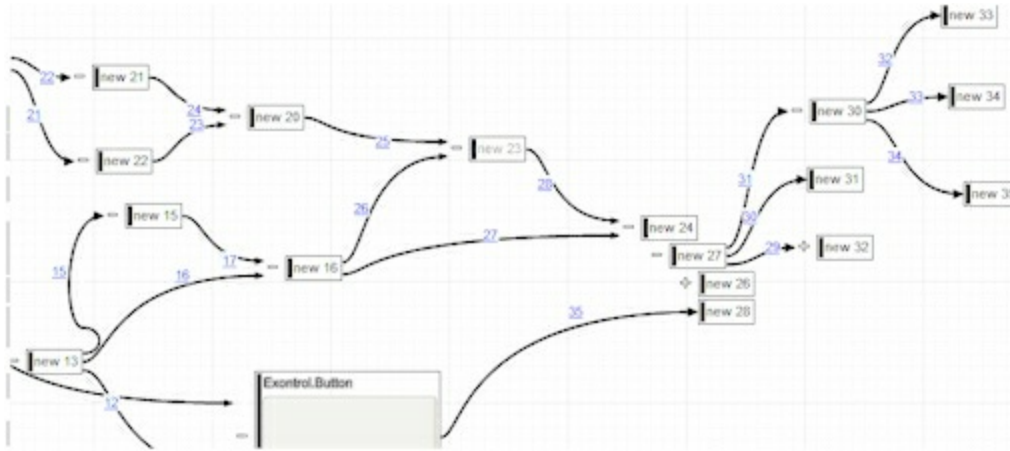 new 33
32
22
new 21
33
new 34
24
new 30
21
new 20
23
25
new 23
34
new 22
28
31
new 31
new 15
26
30
new 24
27
29
new 32
17
new 16
new 27
15
16
new 26
35
new 28
new 13
Exontrol.Button
12